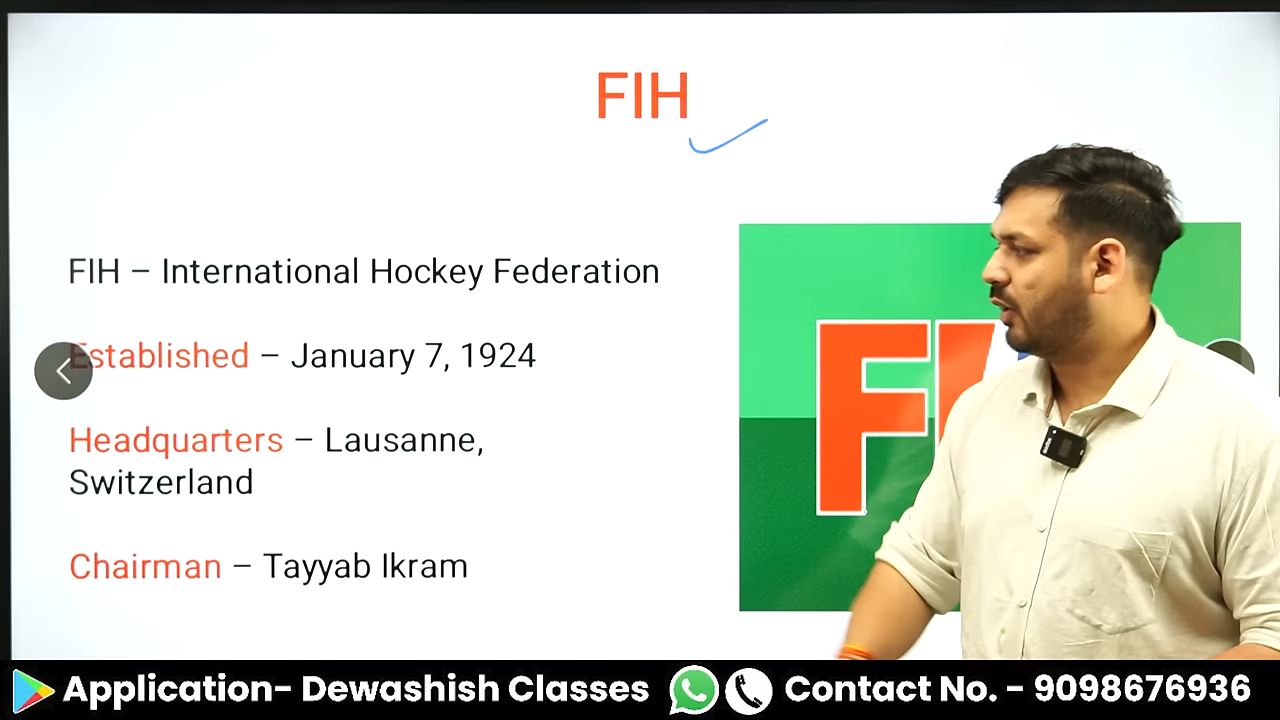 FIH
FIH – International Hockey Federation
Established – January 7, 1924
Headquarters – Lausanne,
Switzerland
Chairman – Tayyab Ikram
F
Application- Dewashish Classes
Contact No. - 9098676936